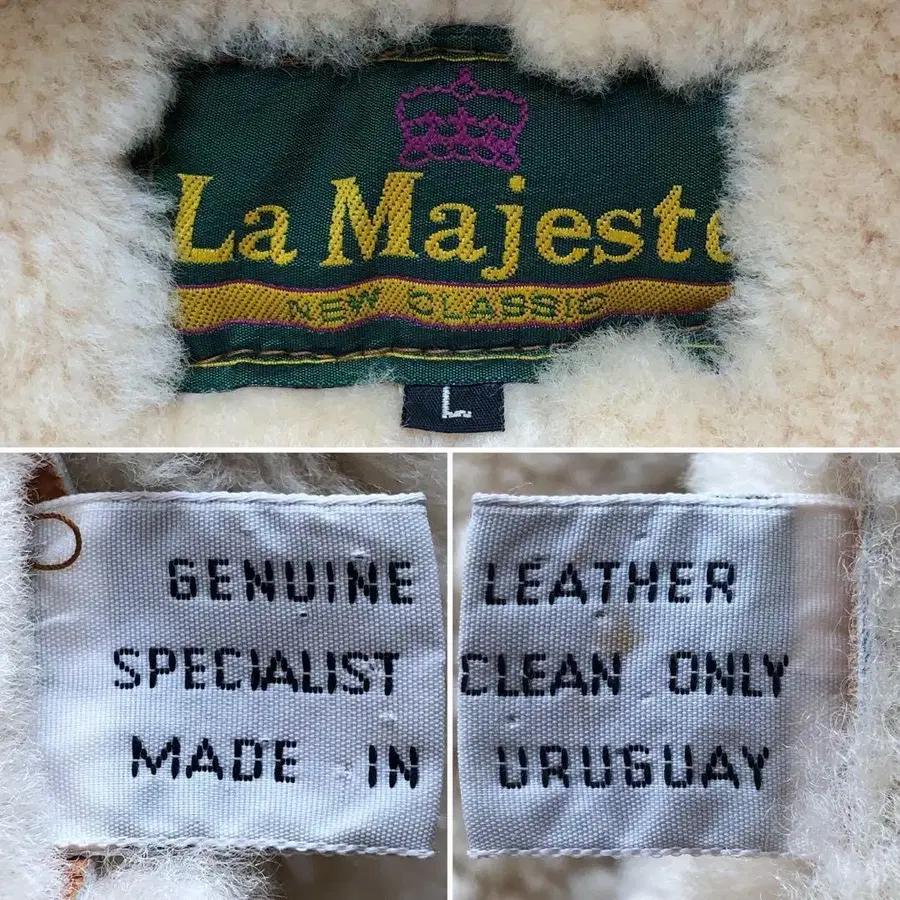 La Majeste
NEW CLASSIC
L
GENUINE LEATHER
SPECIALIST CLEAN ONLY
MADE IN URUGUAY